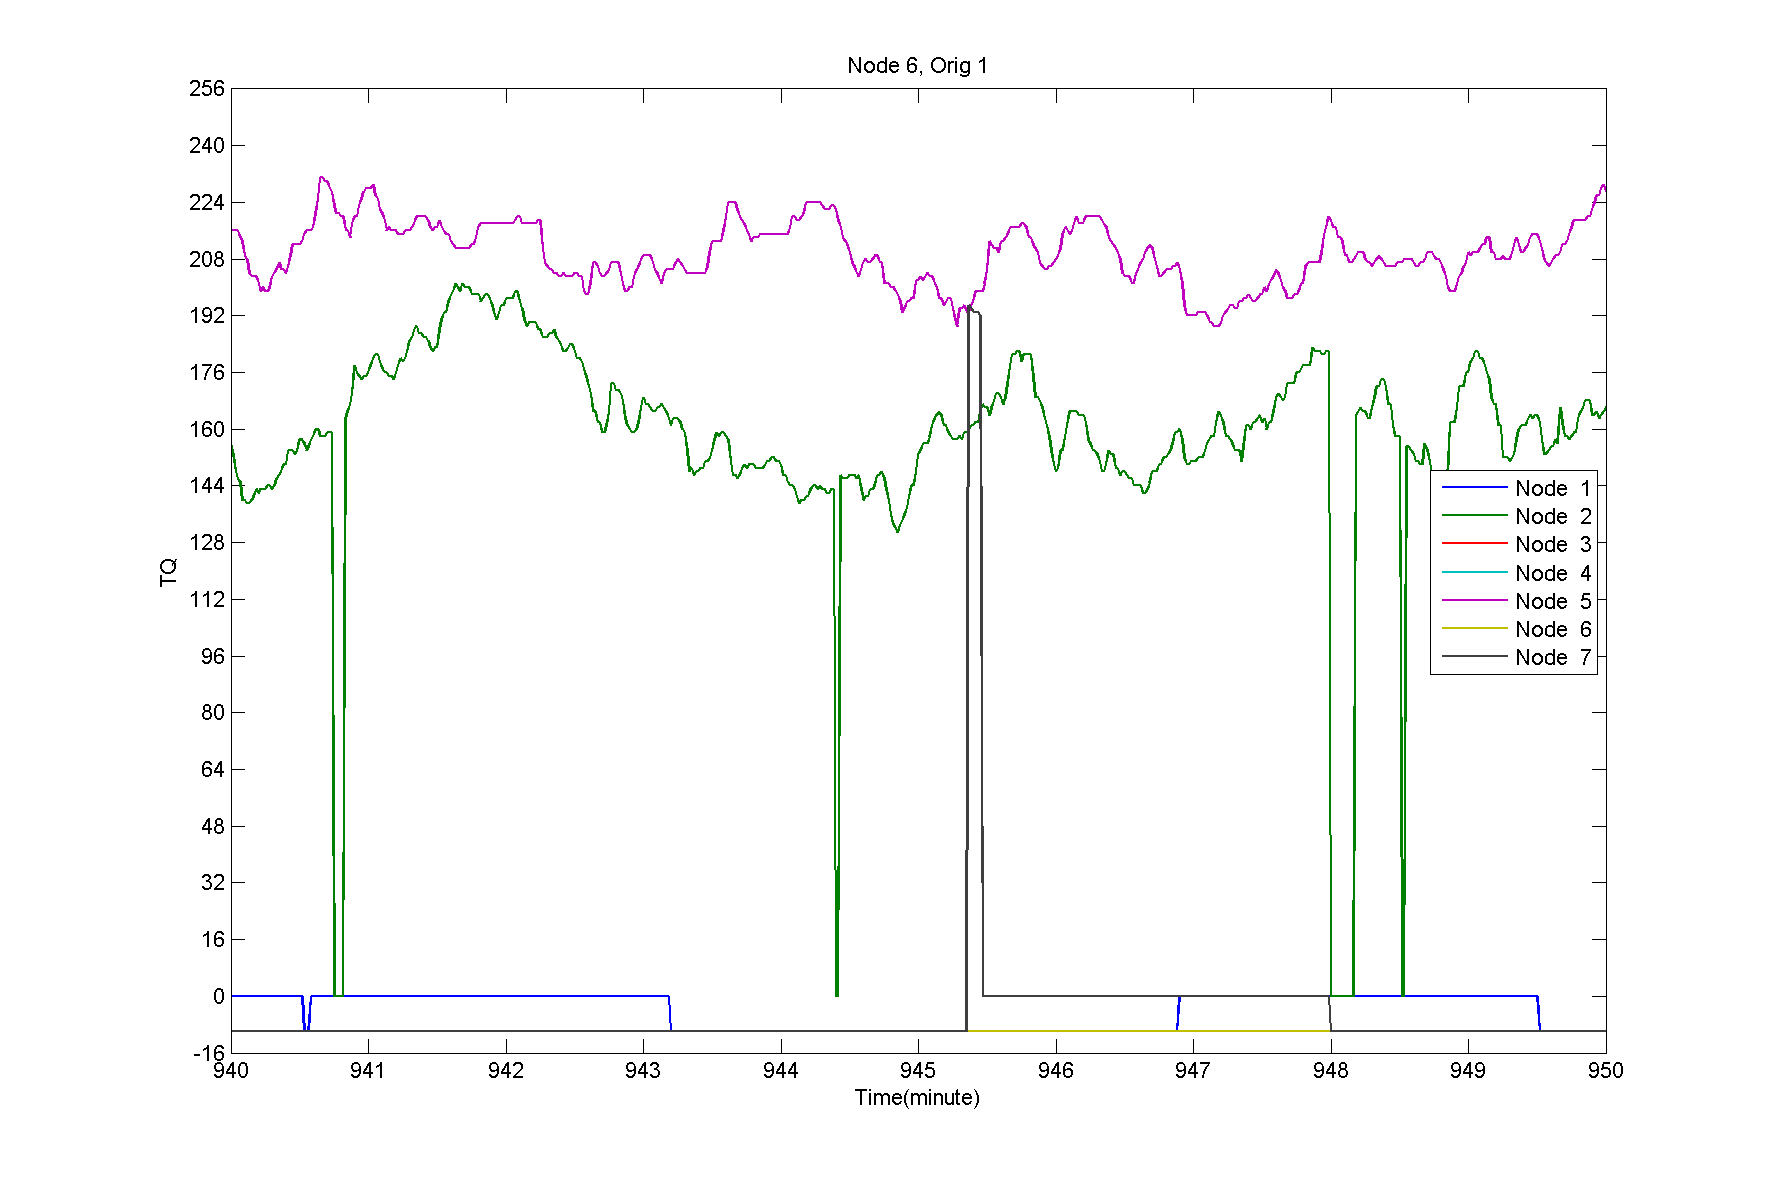 Node 6, Orig 1
256
240
224
208
192
176
160
144
128
112
96
80
64
48
32
16
0
-16
TQ
940 941 942 943 944 945 946 947 948 949 950
Time(minute)
Node 1
Node 2
Node 3
Node 4
Node 5
Node 6
Node 7